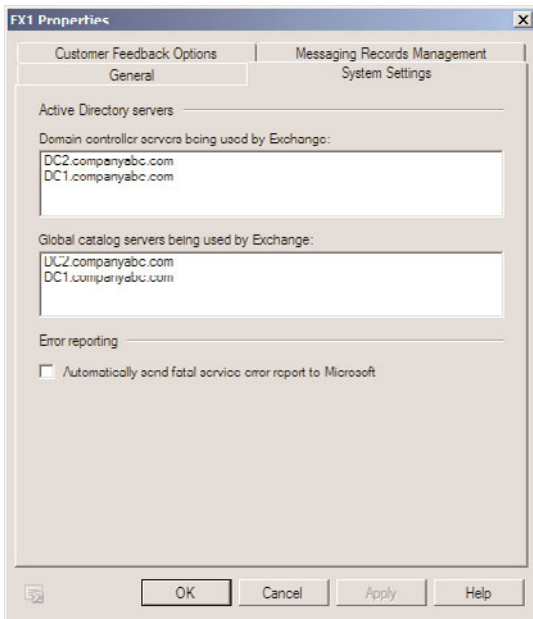 EX1 Properties
Customer Feedback Options
Messaging Records Management
General
System Settings
Active Directory servers
Domain controller servers being used by Exchange:
DC2.companyabc.com
DC1.companyabc.com
Global catalog servers being used by Exchange:
DC2.companyabc.com
DC1.companyabc.com
Error reporting
Automatically send fatal service error report to Microsoft
OK
Cancel
Apply
Help